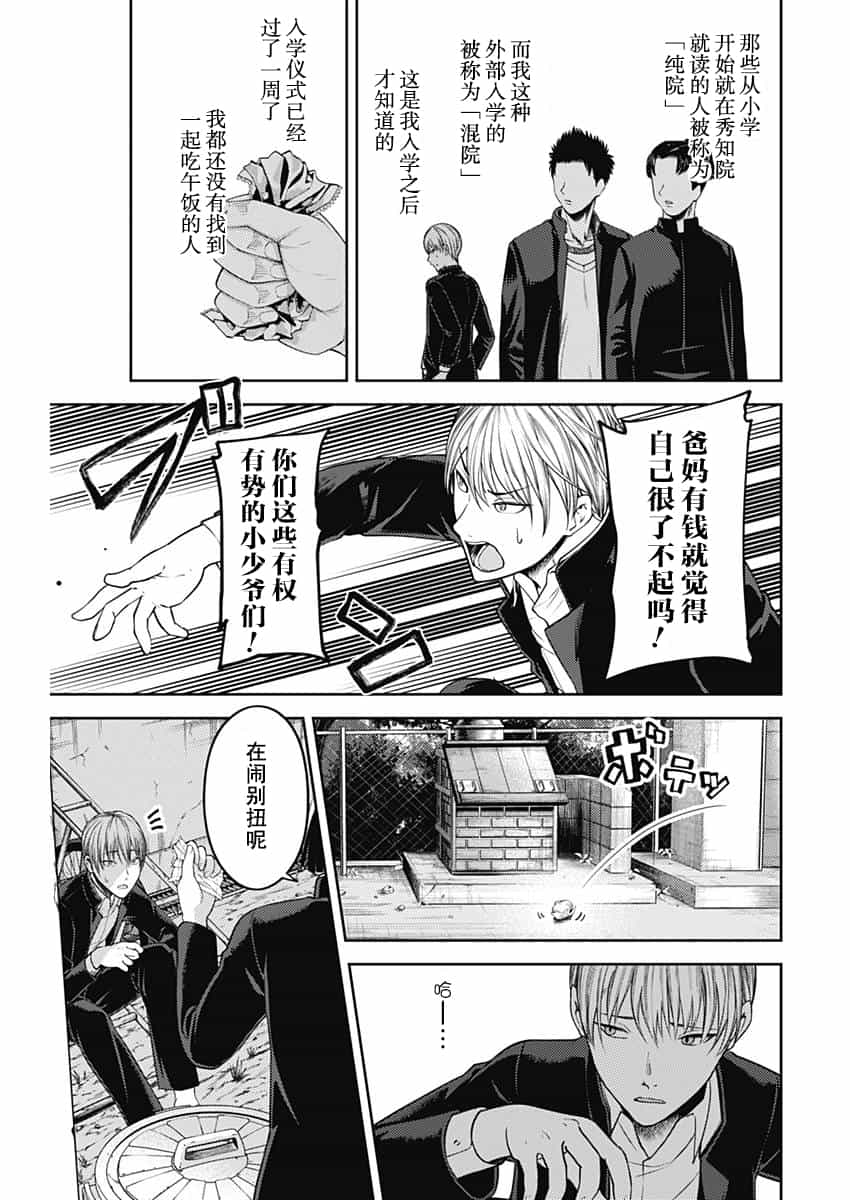 那些从小学
开始就在秀知院
就读的人被称为
「纯院」
而我这种
外部入学的
被称为「混院」
这是我入学之后
才知道的
入学仪式已经
过了一周了
我都还没有找到
一起吃午饭的人
爸妈有钱就觉得
自己很了不起吗！
你们这些有权
有势的小少爷们！
ボテッ
哈——……
在闹别扭呢